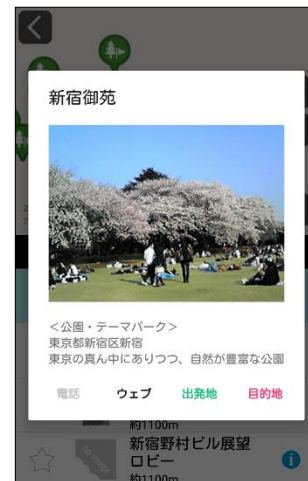 新宿御苑
<公園・テーマパーク>
東京都新宿区新宿
東京の真ん中にありつつ、自然が豊富な公園
電話 ウェブ 出発地 目的地
約1100m
新宿野村ビル展望
ロビー
約1100m